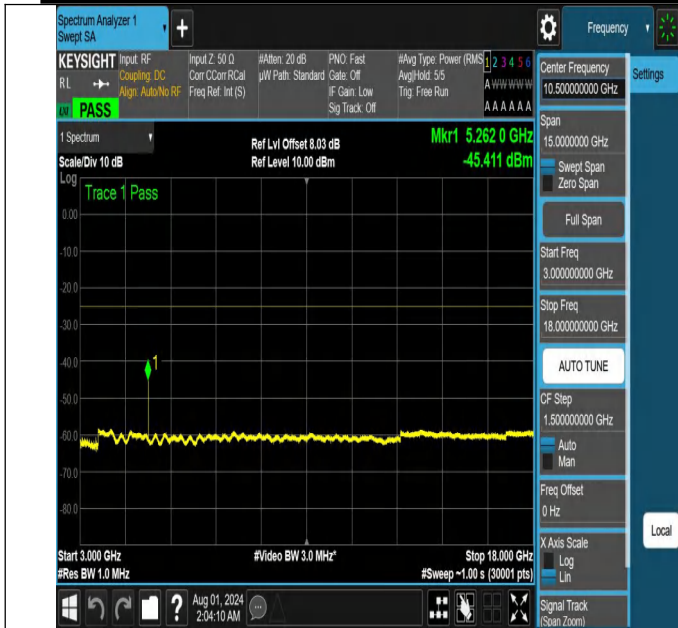 Spectrum Analyzer 1
Swept SA
Frequency
KEYSIGHT
RL
PASS
Input: RF
Coupling: DC
Align: Auto/No RF
Input Z: 50 Ω
Corr CCorr RCal
Freq Ref: Int (S)
#Atten: 20 dB
µW Path: Standard
PNO: Fast
Gate: Off
IF Gain: Low
Sig Track: Off
#Avg Type: Power (RMS
Avg|Hold: 5/5
Trig: Free Run
1 2 3 4 5 6
A W W W W W
A A A A A A
1 Spectrum
Scale/Div 10 dB
Ref Lvl Offset 8.03 dB
Ref Level 10.00 dBm
Mkr1 5.262 0 GHz
-45.411 dBm
Log
Trace 1 Pass
0.00
-10.0
-20.0
-30.0
-40.0
-50.0
-60.0
-70.0
-80.0
1
Start 3.000 GHz
#Res BW 1.0 MHz
#Video BW 3.0 MHz*
Stop 18.000 GHz
#Sweep ~1.00 s (30001 pts)
Aug 01, 2024
2:04:10 AM
?
Center Frequency
10.500000000 GHz
Settings
Span
15.0000000 GHz
Swept Span
Zero Span
Full Span
Start Freq
3.000000000 GHz
Stop Freq
18.000000000 GHz
AUTO TUNE
CF Step
1.500000000 GHz
Auto
Man
Freq Offset
0 Hz
X Axis Scale
Log
Lin
Signal Track
(Span Zoom)
Local